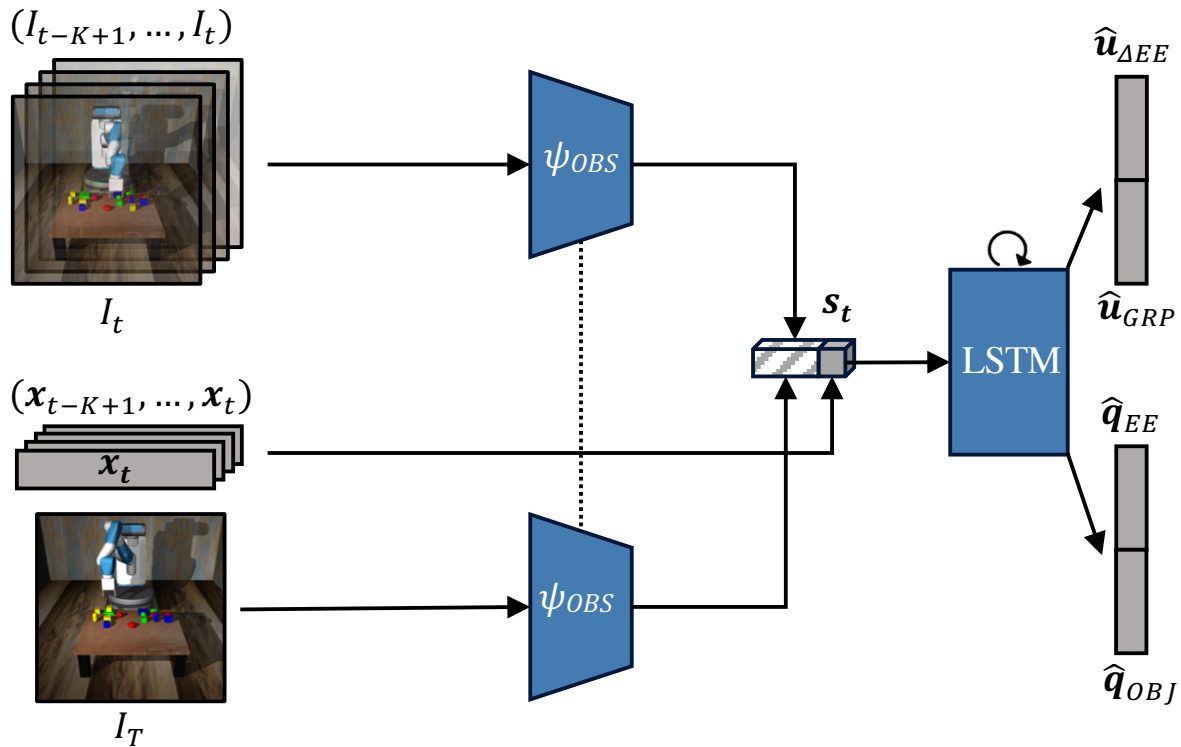 (I_{t−K+1}, … , I_t)
I_t
(x_{t−K+1}, … , x_t)
x_t
I_T
ψ_{OBS}
ψ_{OBS}
s_t
LSTM
û_{ΔEE}
û_{GRP}
q̂_{EE}
q̂_{OBJ}